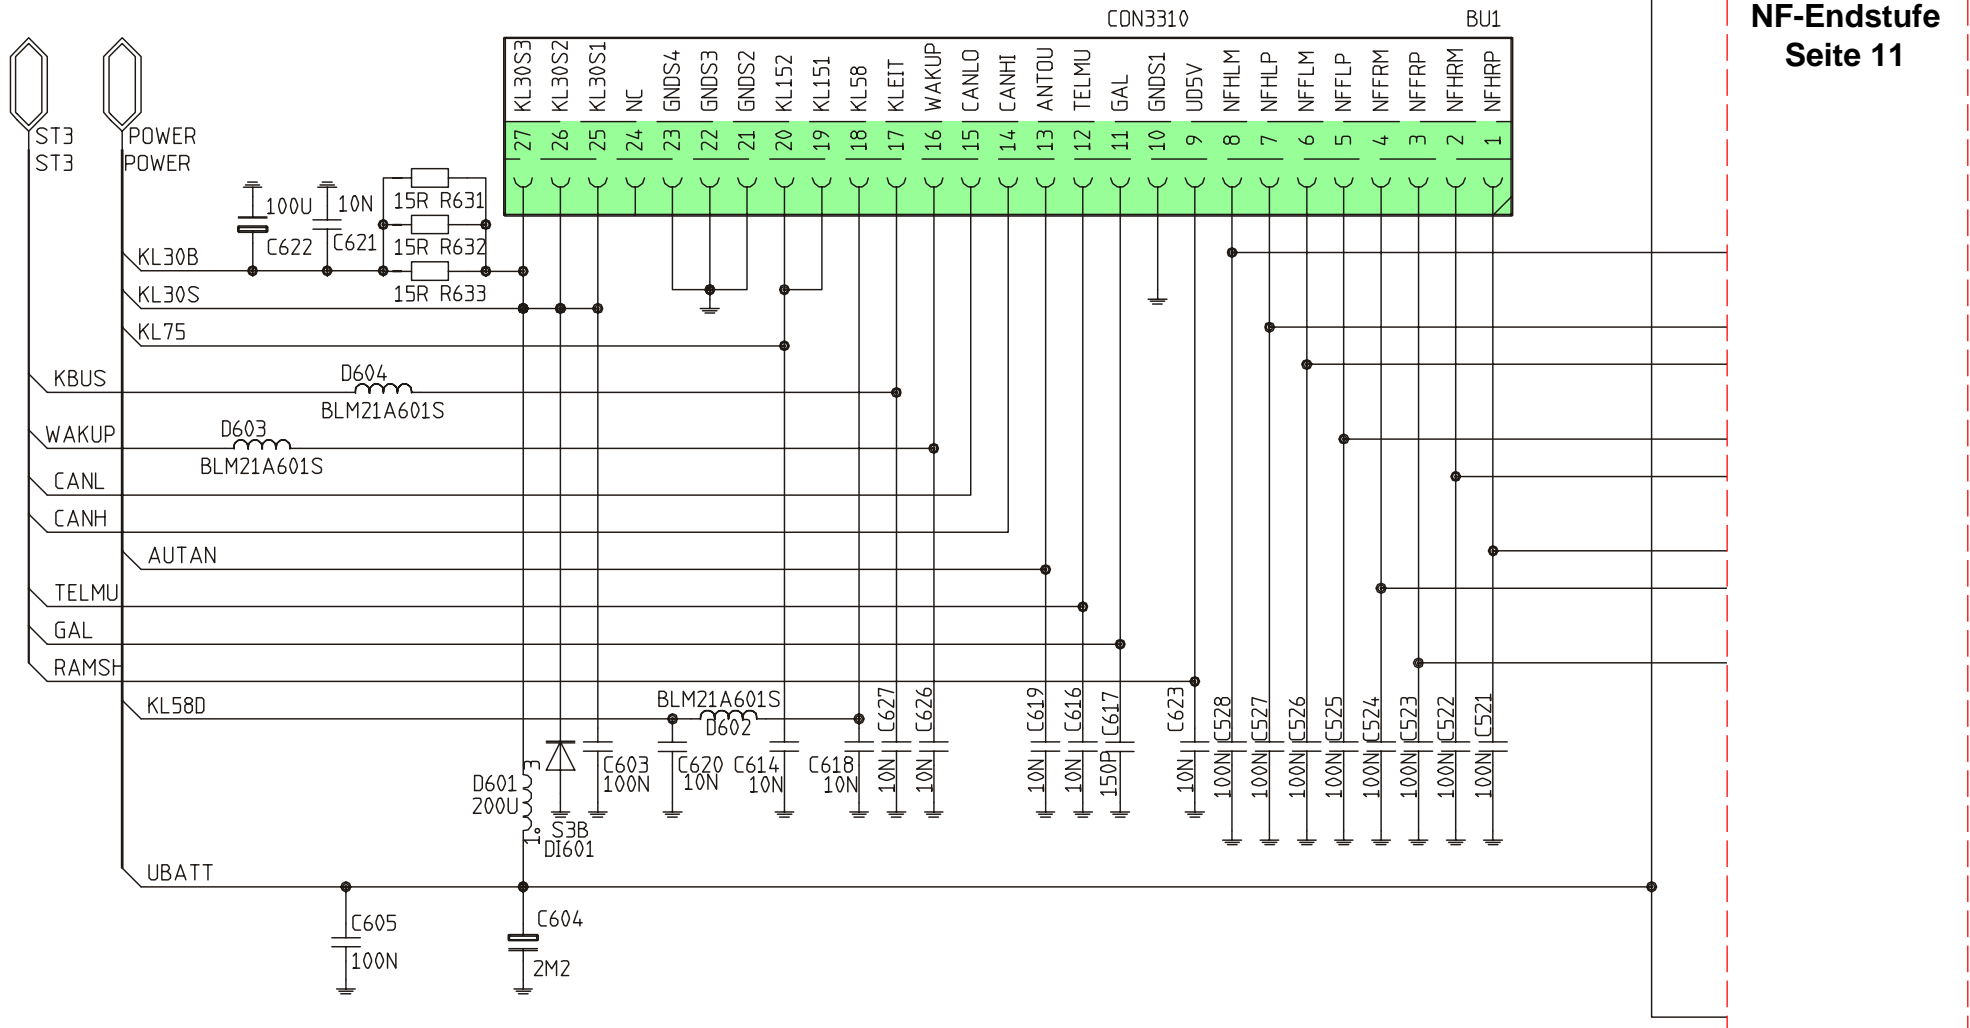 CON3310
BU1
NF-Endstufe
Seite 11
KL30S3
KL30S2
KL30S1
NC
GNDS4
GNDS3
GNDS2
KL152
KL151
KL58
KLEIT
WAKUP
CANLO
CANHI
ANTOU
TELMU
GAL
GNDS1
UD5V
NFHLM
NFHLP
NFFLM
NFFLP
NFFRM
NFFRP
NFHRM
NFHRP
27
26
25
24
23
22
21
20
19
18
17
16
15
14
13
12
11
10
9
8
7
6
5
4
3
2
1
ST3
POWER
ST3
POWER
100U
10N
15R R631
C622
C621
15R R632
KL30B
15R R633
KL30S
KL75
KBUS
D604
BLM21A601S
WAKUP
D603
BLM21A601S
CANL
CANH
AUTAN
TELMU
GAL
RAMSH
KL58D
BLM21A601S
D602
C627
C626
C619
C616
C617
C623
C528
C527
C526
C525
C524
C523
C522
C521
D601
200U
3
1
S3B
DI601
C603
100N
C620
10N
C614
10N
C618
10N
10N
10N
10N
10N
150P
10N
100N
100N
100N
100N
100N
100N
100N
100N
UBATT
C605
100N
C604
2M2